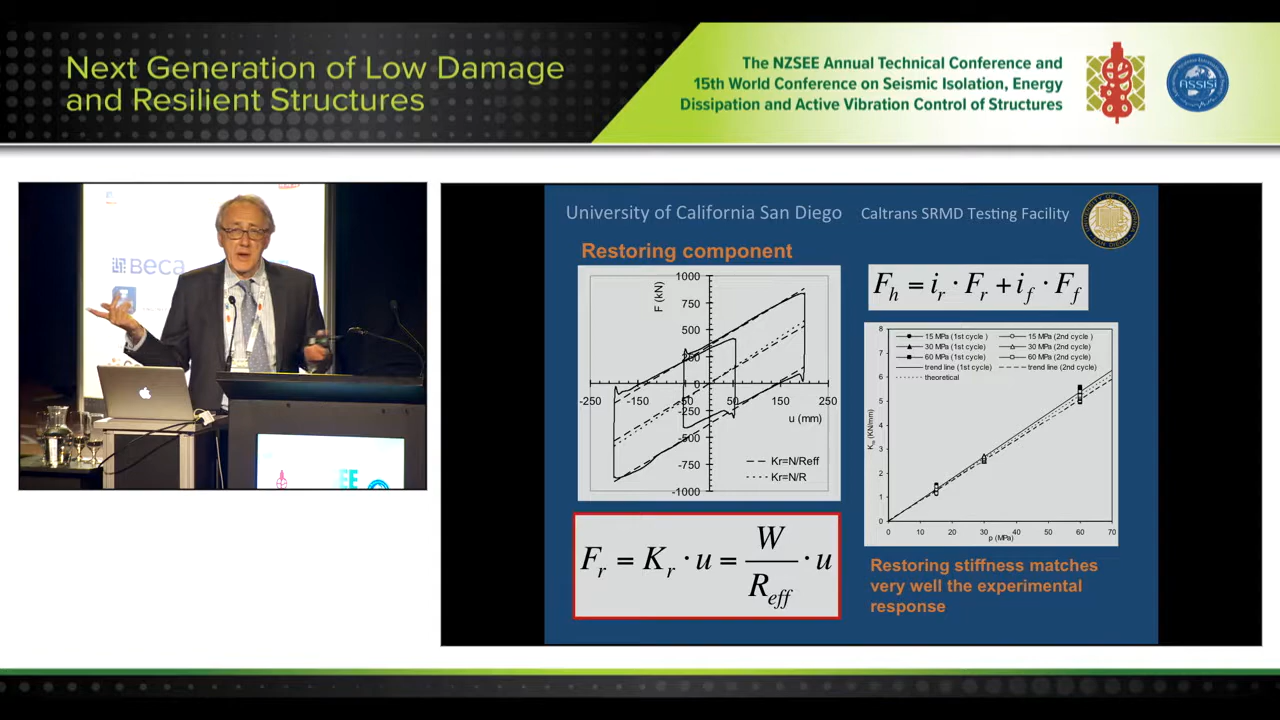 Next Generation of Low Damage
and Resilient Structures
The NZSEE Annual Technical Conference and
15th World Conference on Seismic Isolation, Energy
Dissipation and Active Vibration Control of Structures
ASSISi
Beca
University of California San Diego
Caltrans SRMD Testing Facility
Restoring component
F (kN)
1000
750
500
250
0
-250 -150 -50 50 150 250
u (mm)
-500
-750
-1000
Kr=N/Reff
Kr=N/R
F_h = i_r · F_r + i_f · F_f
15 MPa (1st cycle ) 15 MPa (2nd cycle )
30 MPa (1st cycle) 30 MPa (2nd cycle)
60 MPa (1st cycle) 60 MPa (2nd cycle)
trend line (1st cycle) trend line (2nd cycle)
theoretical
8
7
6
5
4
3
2
1
0
0 10 20 30 40 50 60 70
p (MPa)
F_r = K_r · u = W / R_eff · u
Restoring stiffness matches
very well the experimental
response